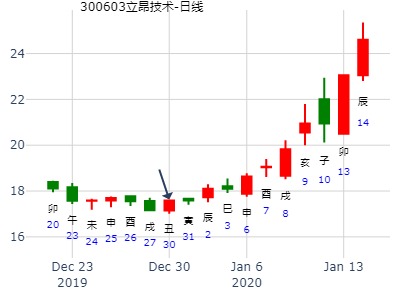 300603立昂技术-日线
24
22
20
18
16
卯
20
午
23
未
24
申
25
酉
26
戌
27
丑
30
寅
31
辰
2
巳
3
申
6
酉
7
戌
8
亥
9
子
10
卯
13
辰
14
Dec 23
2019
Dec 30
Jan 6
2020
Jan 13